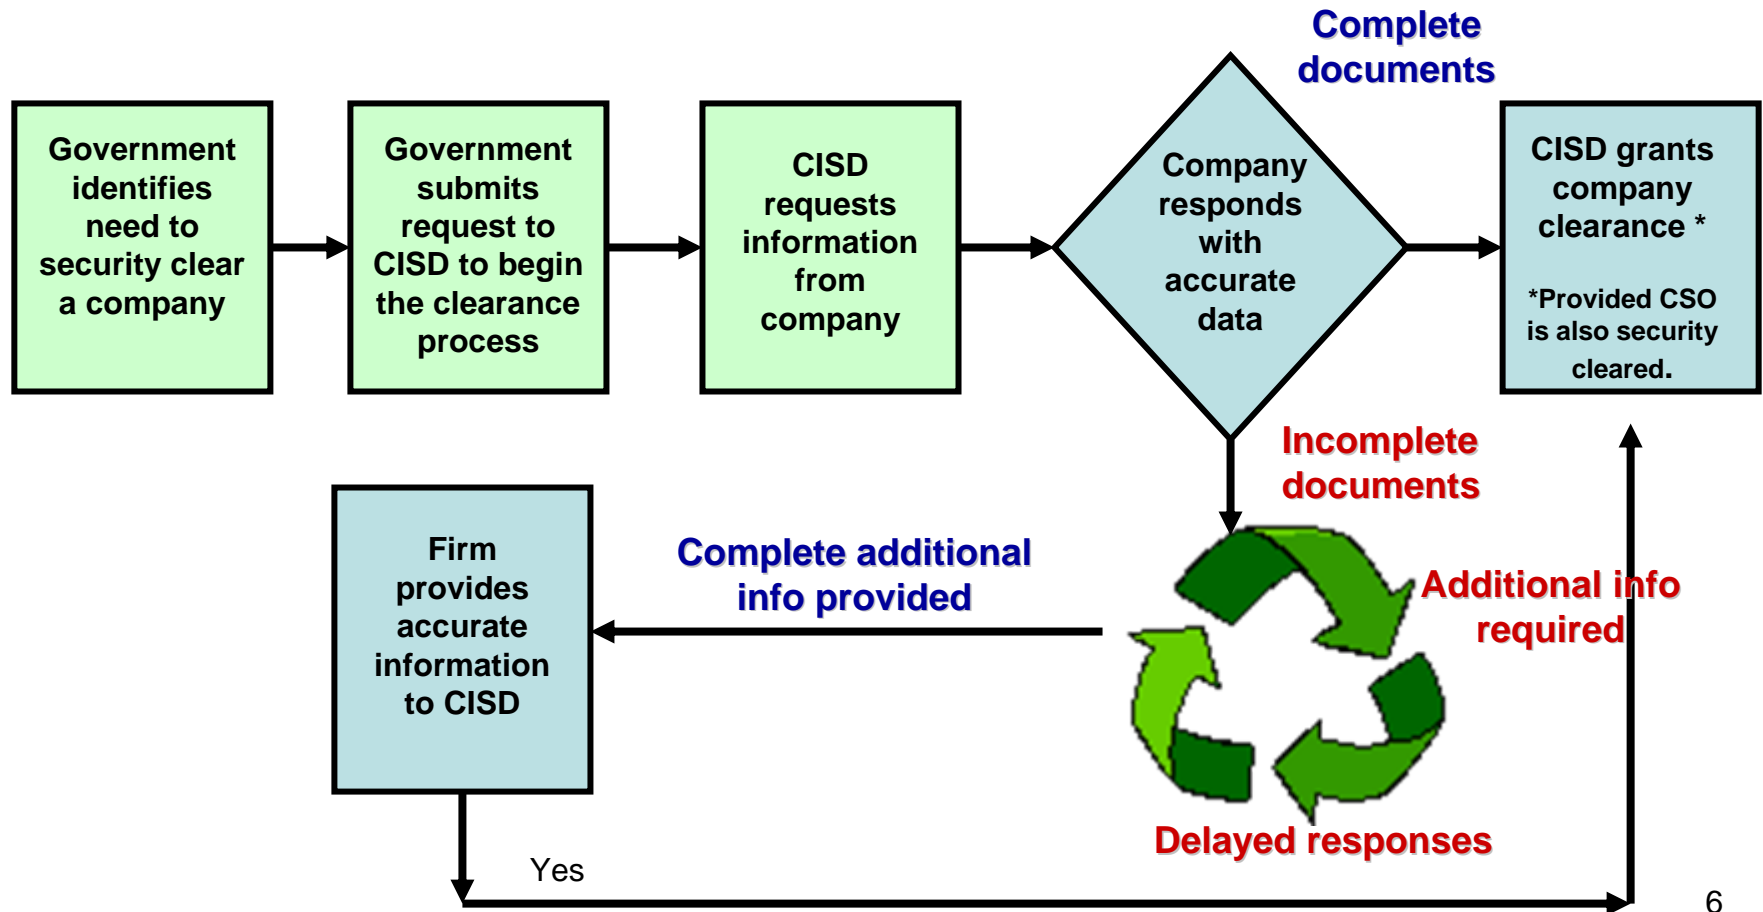 Complete
documents
Government
identifies
need to
security clear
a company
Government
submits
request to
CISD to begin
the clearance
process
CISD
requests
information
from
company
Company
responds
with
accurate
data
CISD grants
company
clearance *
*Provided CSO
is also security
cleared.
Incomplete
documents
Firm
provides
accurate
information
to CISD
Complete additional
info provided
Additional info
required
Delayed responses
Yes
6